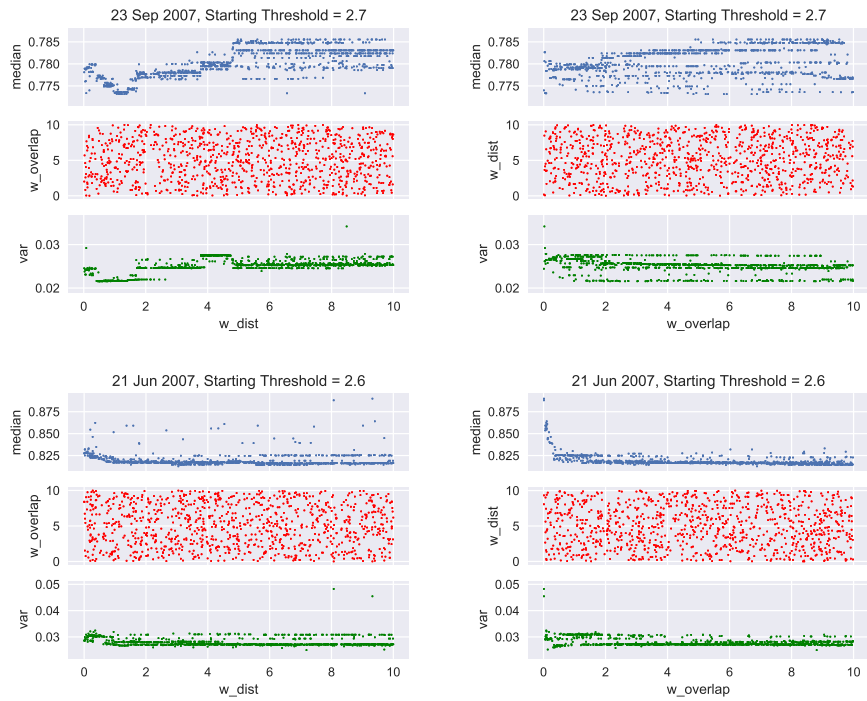 23 Sep 2007, Starting Threshold = 2.7
median
0.785
0.780
0.775
w_overlap
10
5
0
var
0.03
0.02
0 2 4 6 8 10
w_dist
23 Sep 2007, Starting Threshold = 2.7
median
0.785
0.780
0.775
w_dist
10
5
0
var
0.03
0.02
0 2 4 6 8 10
w_overlap
21 Jun 2007, Starting Threshold = 2.6
median
0.875
0.850
0.825
w_overlap
10
5
0
var
0.05
0.04
0.03
0 2 4 6 8 10
w_dist
21 Jun 2007, Starting Threshold = 2.6
median
0.875
0.850
0.825
w_dist
10
5
0
var
0.05
0.04
0.03
0 2 4 6 8 10
w_overlap